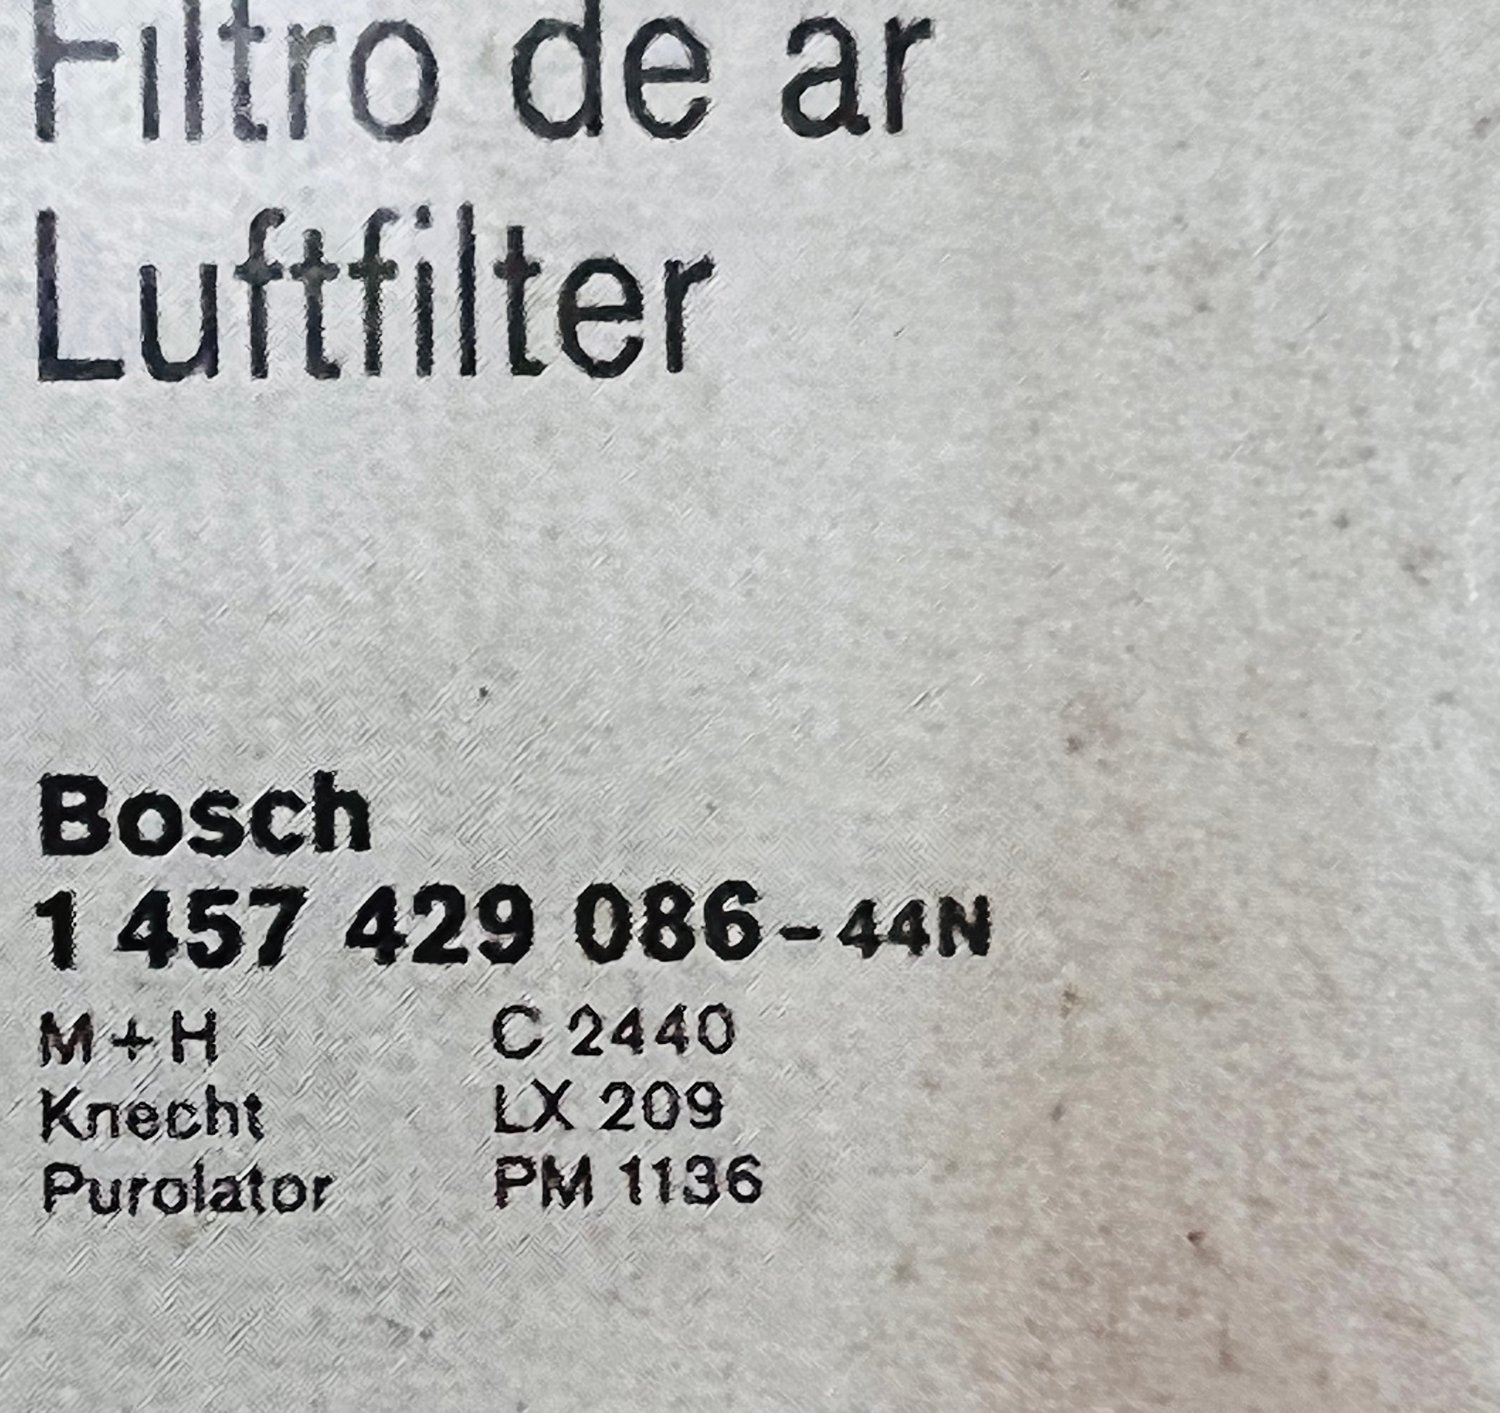 Filtro de ar
Luftfilter
Bosch
1 457 429 086-44N
M+H C 2440
Knecht LX 209
Purolator PM 1136